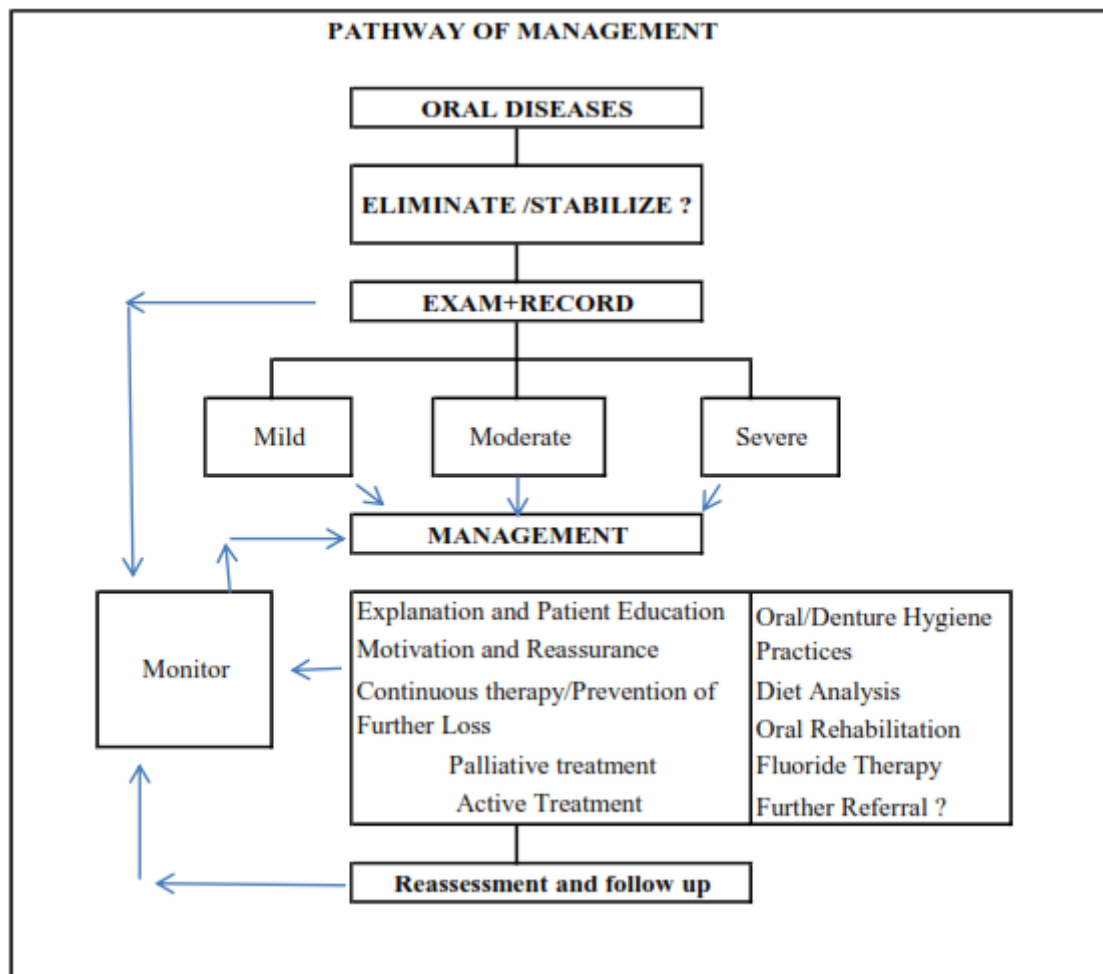 PATHWAY OF MANAGEMENT
ORAL DISEASES
ELIMINATE /STABILIZE ?
EXAM+RECORD
Mild
Moderate
Severe
MANAGEMENT
Monitor
Explanation and Patient Education
Motivation and Reassurance
Continuous therapy/Prevention of
Further Loss
Palliative treatment
Active Treatment
Oral/Denture Hygiene
Practices
Diet Analysis
Oral Rehabilitation
Fluoride Therapy
Further Referral ?
Reassessment and follow up